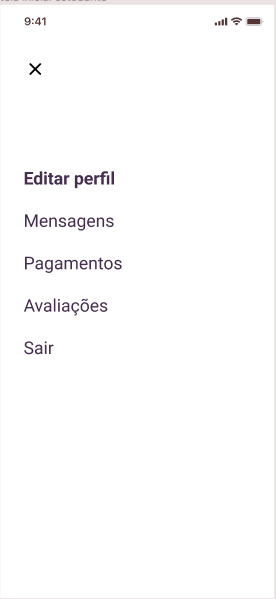 9:41
Editar perfil
Mensagens
Pagamentos
Avaliações
Sair